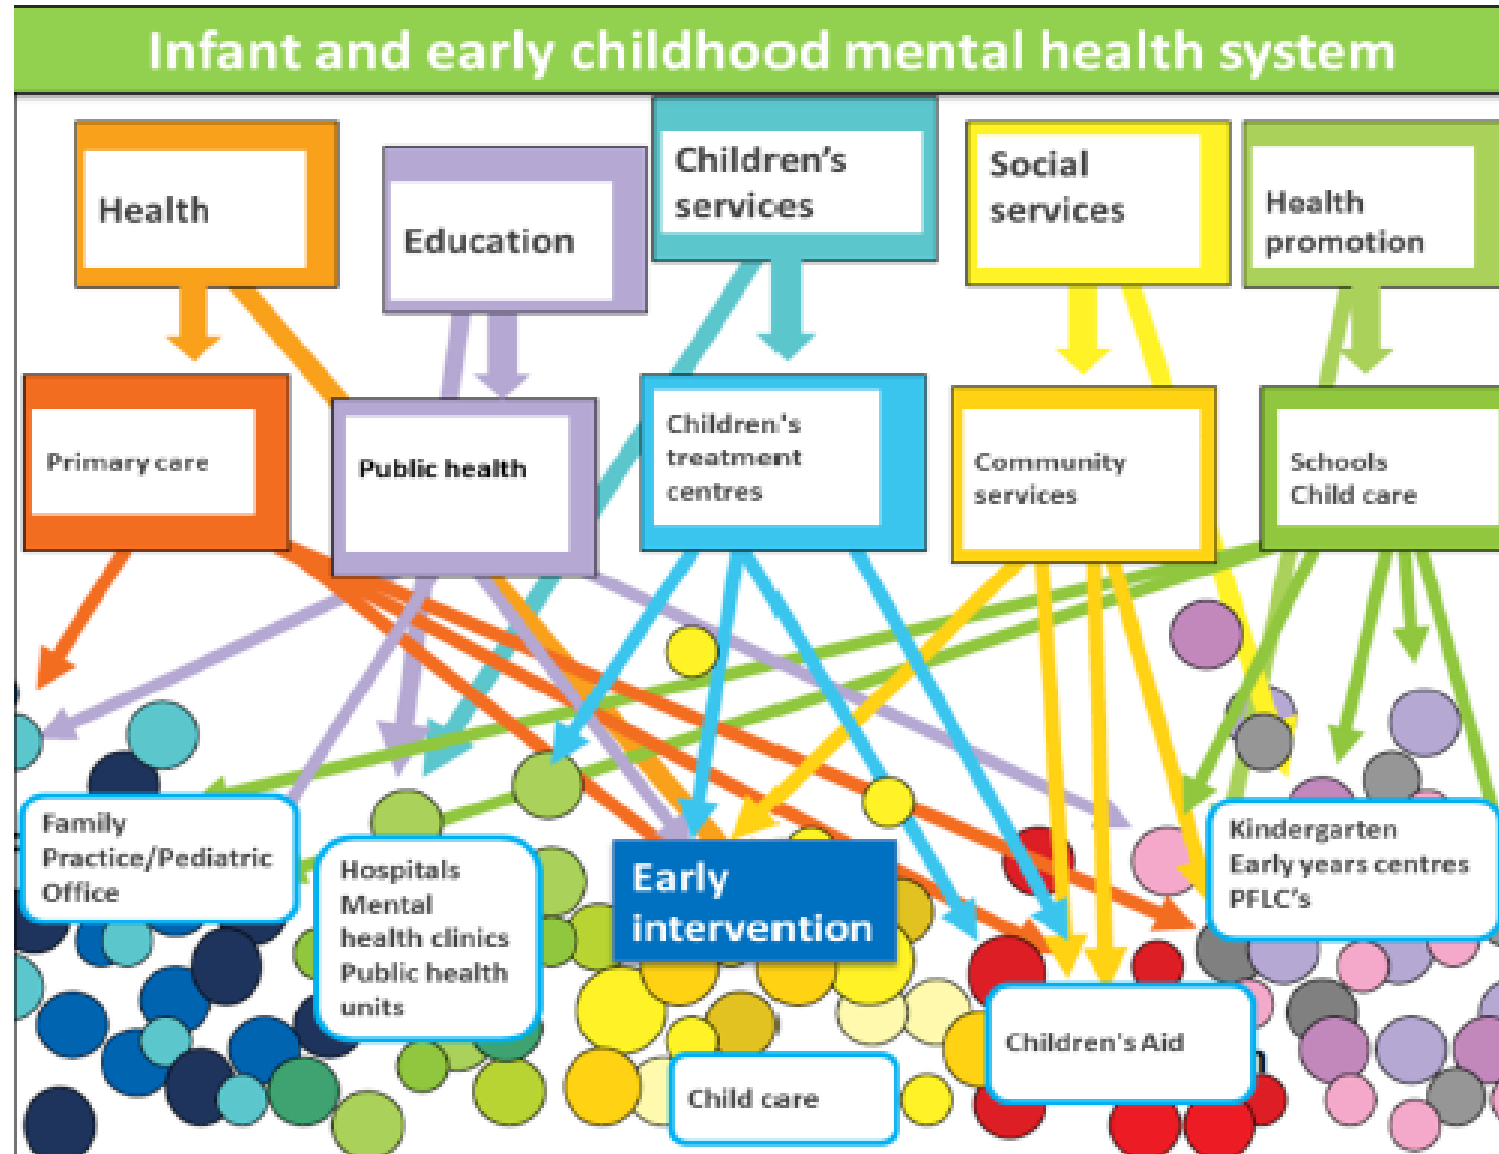 Infant and early childhood mental health system
Health
Education
Children's
services
Social
services
Health
promotion
Primary care
Public health
Children's
treatment
centres
Community
services
Schools
Child care
Family
Practice/Pediatric
Office
Hospitals
Mental
health clinics
Public health
units
Early
intervention
Child care
Children's Aid
Kindergarten
Early years centres
PFLC's